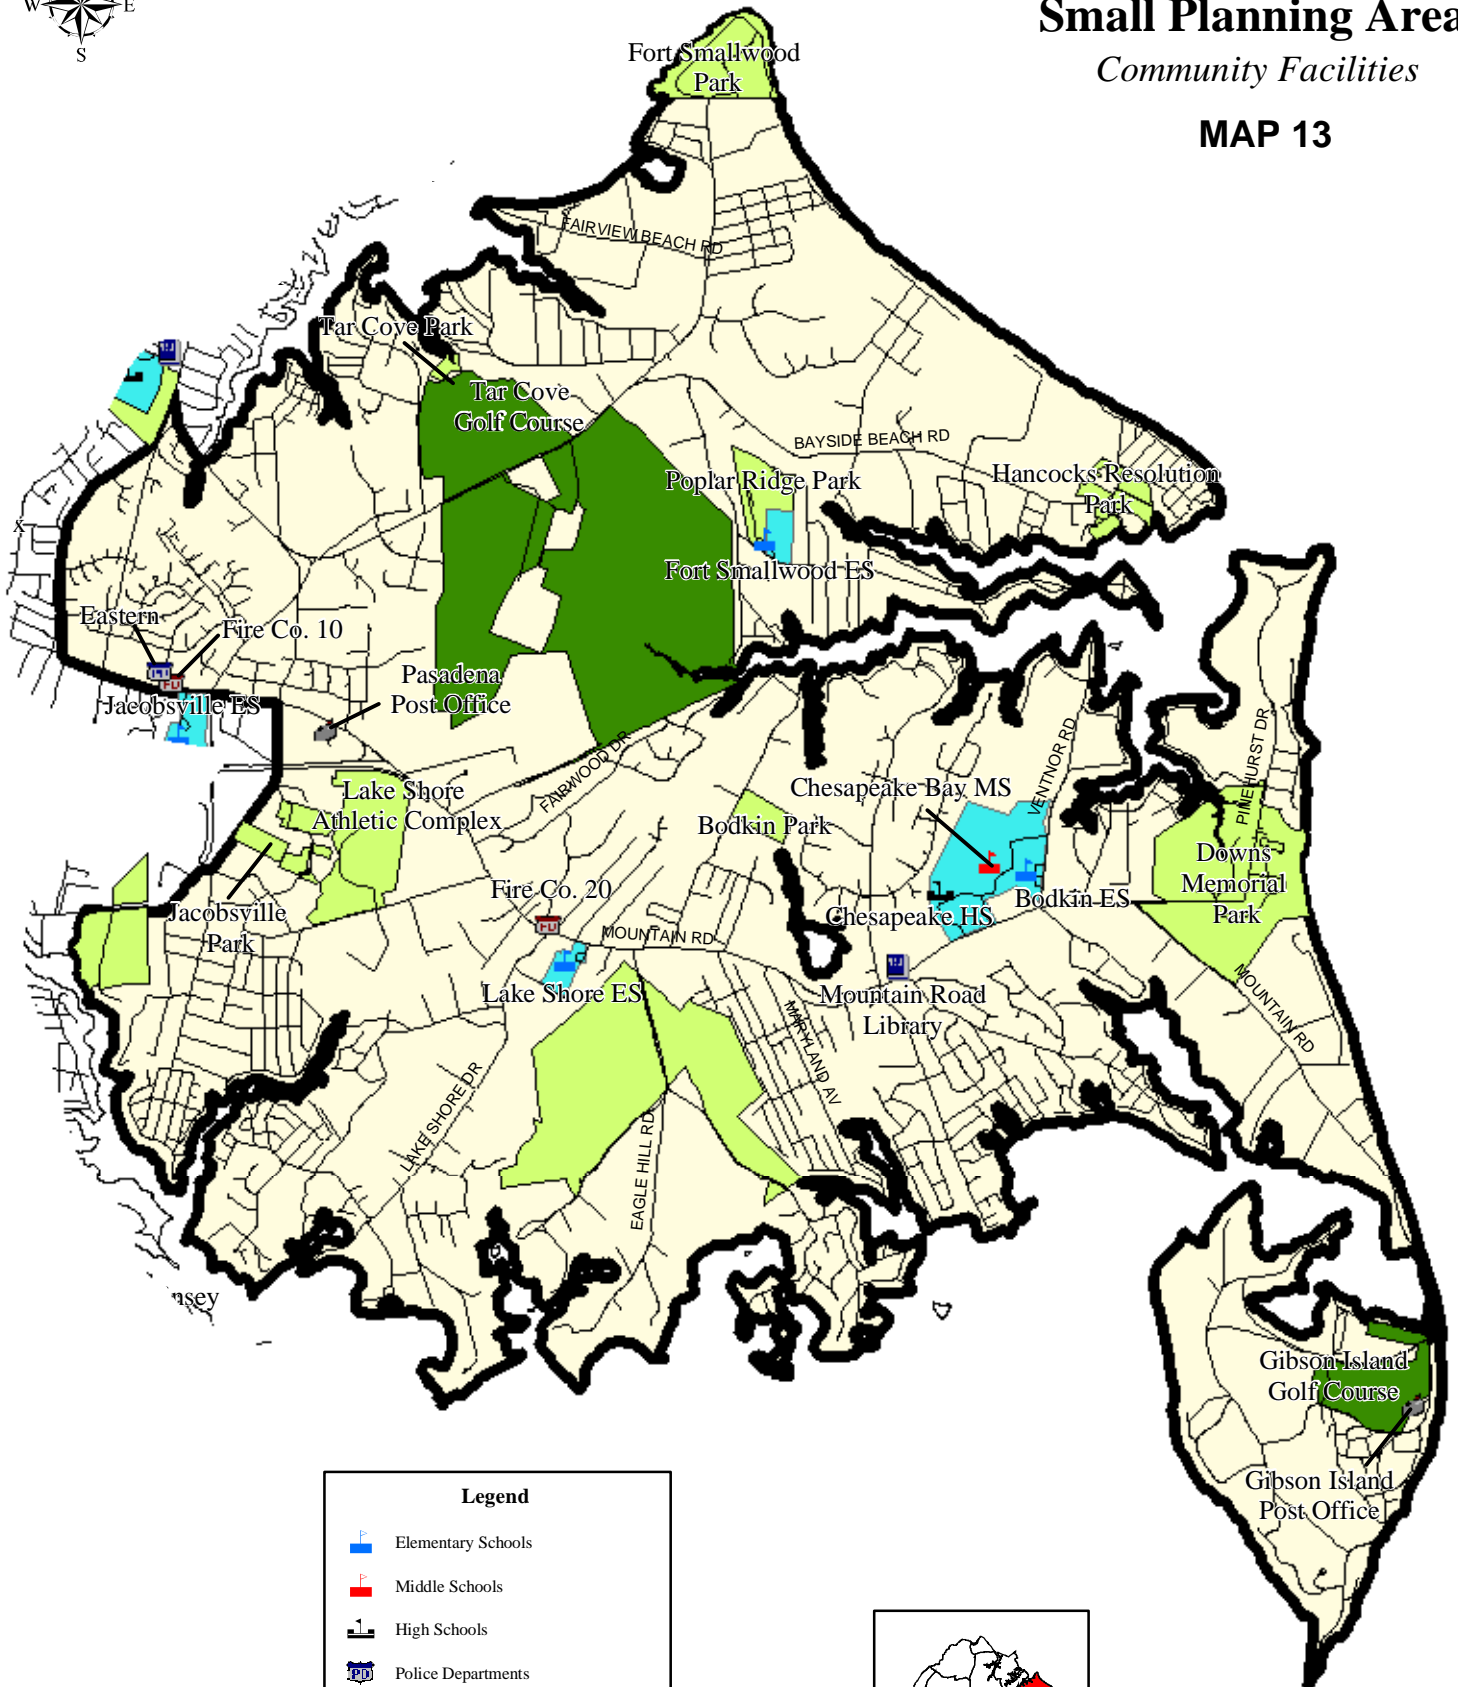 W
E
S
Small Planning Area
Community Facilities
MAP 13
Fort Smallwood
Park
FAIRVIEW BEACH RD
Tar Cove Park
Tar Cove
Golf Course
BAYSIDE BEACH RD
Poplar Ridge Park
Hancocks Resolution
Park
x
Fort Smallwood ES
Eastern
Fire Co. 10
FD
Pasadena
Post Office
Jacobsville ES
FAIRWOOD DR
VENTNOR RD
PINEHURST DR
Chesapeake Bay MS
Lake Shore
Athletic Complex
Bodkin Park
Downs
Memorial
Park
Fire Co. 20
FD
Bodkin ES
Chesapeake HS
Jacobsville
Park
MOUNTAIN RD
Lake Shore ES
Mountain Road
Library
MOUNTAIN RD
MARYLAND AV
LAKE SHORE DR
EAGLE HILL RD
nsey
Gibson Island
Golf Course
Gibson Island
Post Office
Legend
Elementary Schools
Middle Schools
High Schools
PD
Police Departments